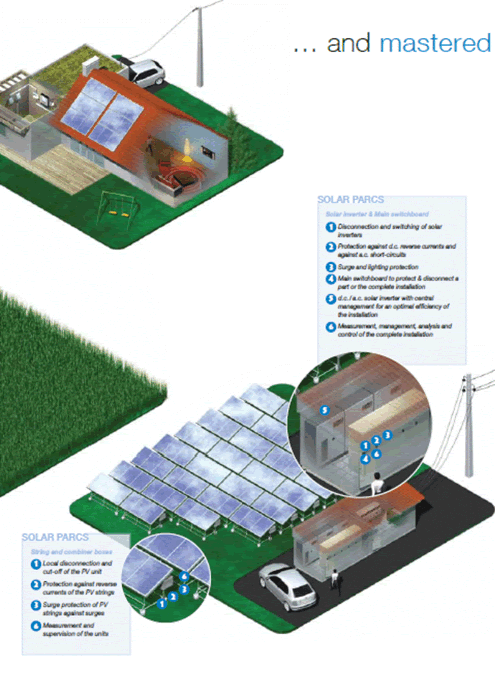 ... and mastered
SOLAR PARCS
Solar Inverter & Main switchboard
1 Disconnection and switching of solar
inverters
2 Protection against d.c. reverse currents and
against a.c. short-circuits
3 Surge and lighting protection
4 Main switchboard to protect & disconnect a
part or the complete installation
5 d.c. / a.c. solar inverter with central
management for an optimal efficiency of
the installation
6 Measurement, management, analysis and
control of the complete installation
5
1 2 3
4 6
SOLAR PARCS
String and combiner boxes
1 Local disconnection and
cut-off of the PV unit
2 Protection against reverse
currents of the PV strings
3 Surge protection of PV
strings against surges
6 Measurement and
supervision of the units
6
1 2 3